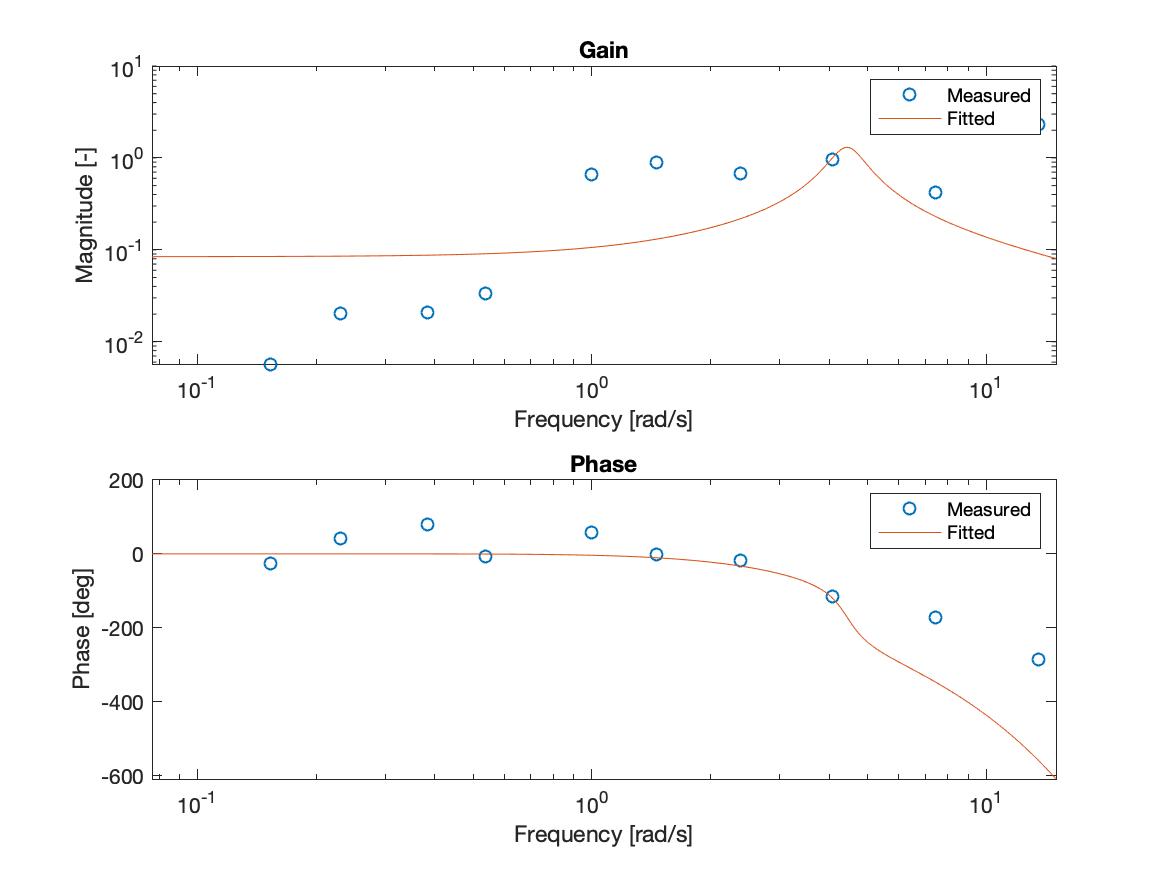 Gain
10^1
10^0
10^-1
10^-2
Magnitude [-]
Measured
Fitted
10^-1 10^0 10^1
Frequency [rad/s]
Phase
200
0
-200
-400
-600
Phase [deg]
Measured
Fitted
10^-1 10^0 10^1
Frequency [rad/s]